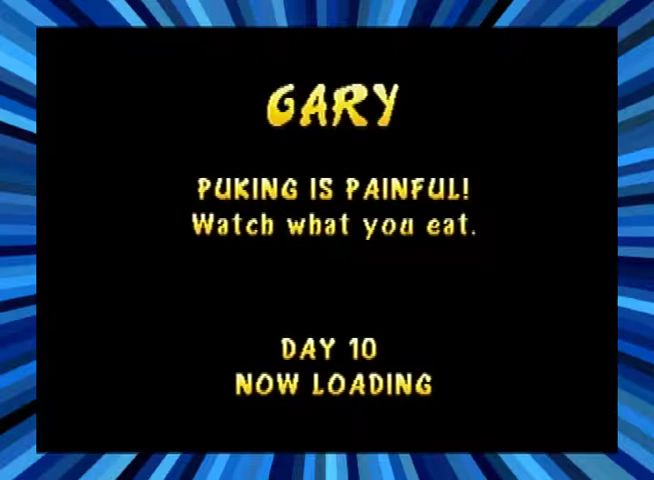 GARY
PUKING IS PAINFUL!
Watch what you eat.
DAY 10
NOW LOADING